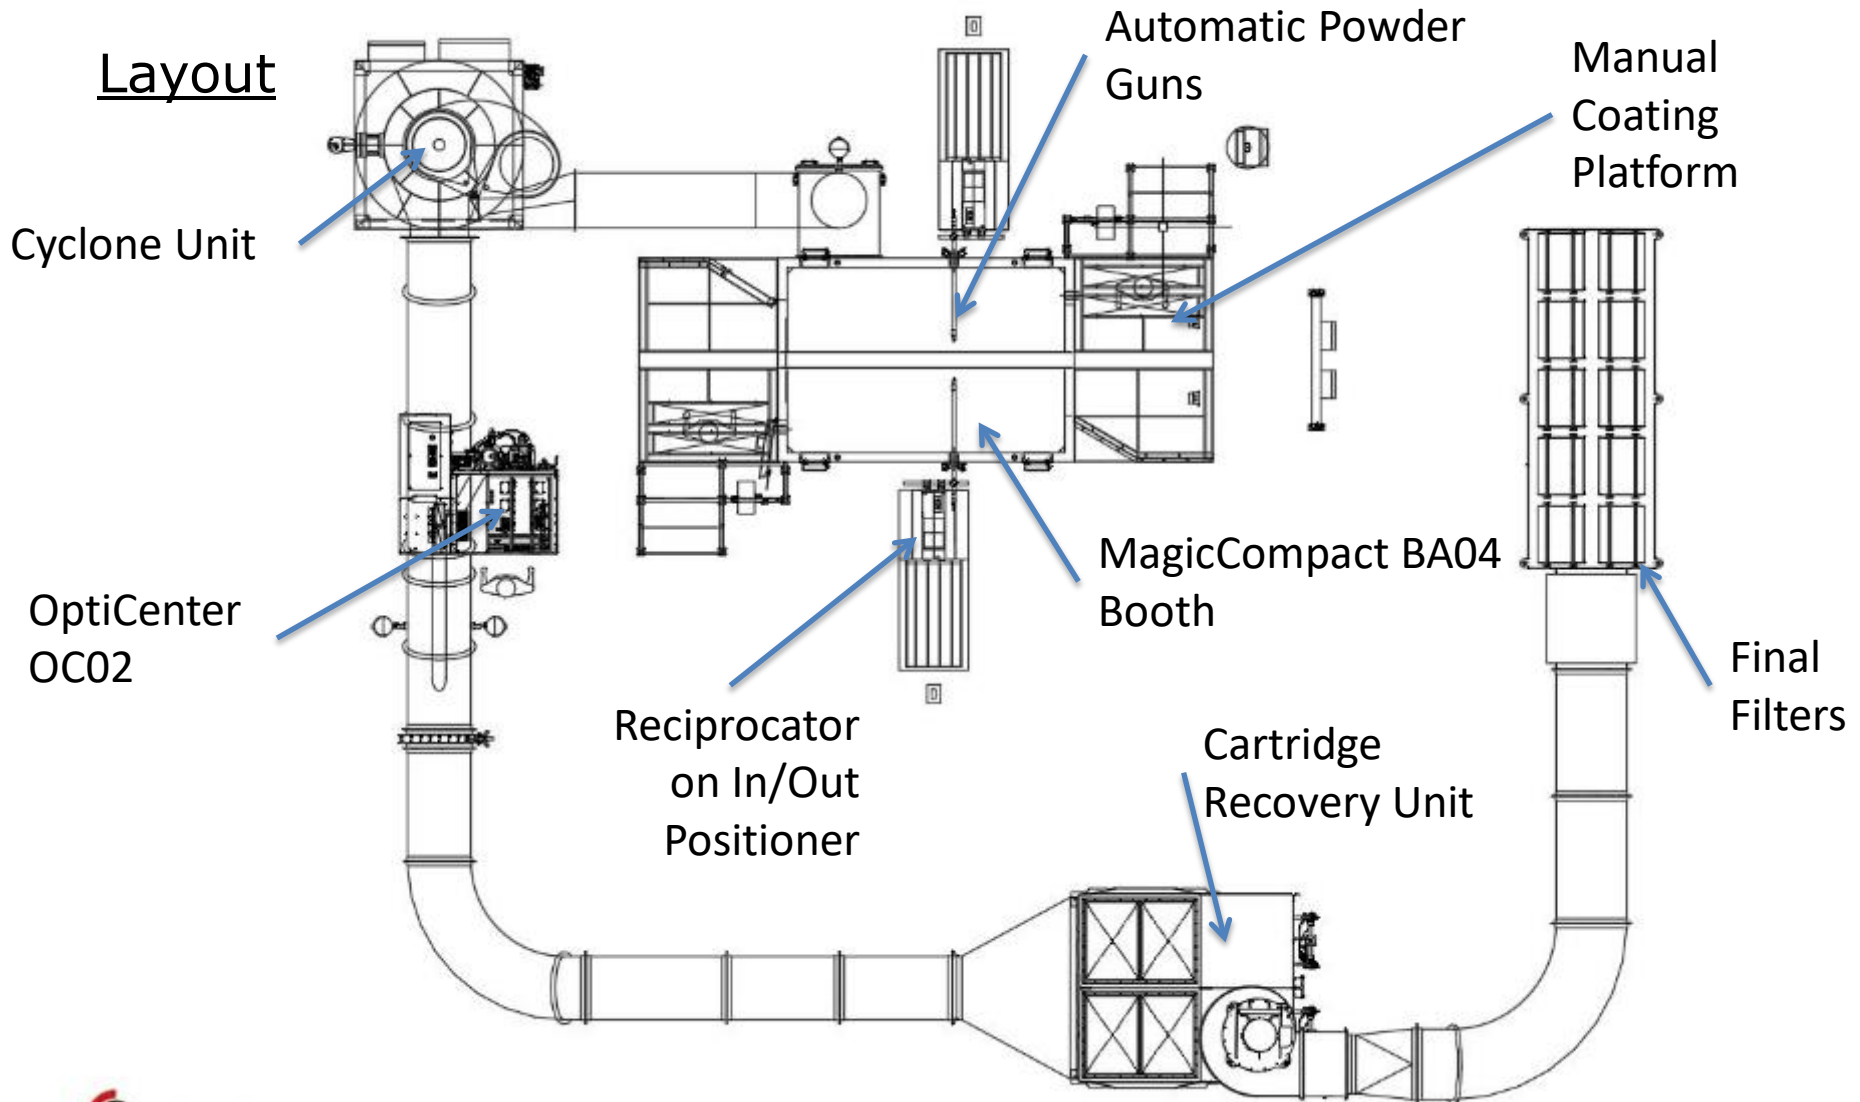 Layout
Automatic Powder
Guns
Manual
Coating
Platform
Cyclone Unit
OptiCenter
OC02
MagicCompact BA04
Booth
Reciprocator
on In/Out
Positioner
Cartridge
Recovery Unit
Final
Filters